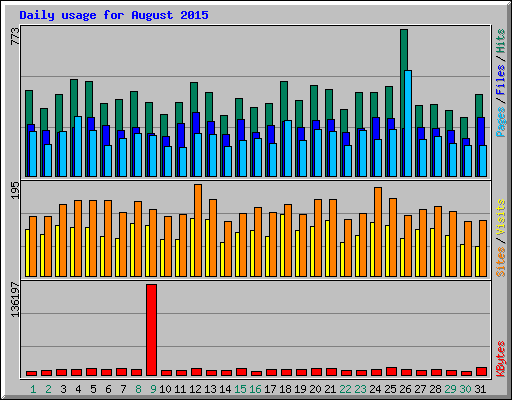 Daily usage for August 2015
773
Pages / Files / Hits
195
Sites / Visits
136197
KBytes
1 2 3 4 5 6 7 8 9 10 11 12 13 14 15 16 17 18 19 20 21 22 23 24 25 26 27 28 29 30 31